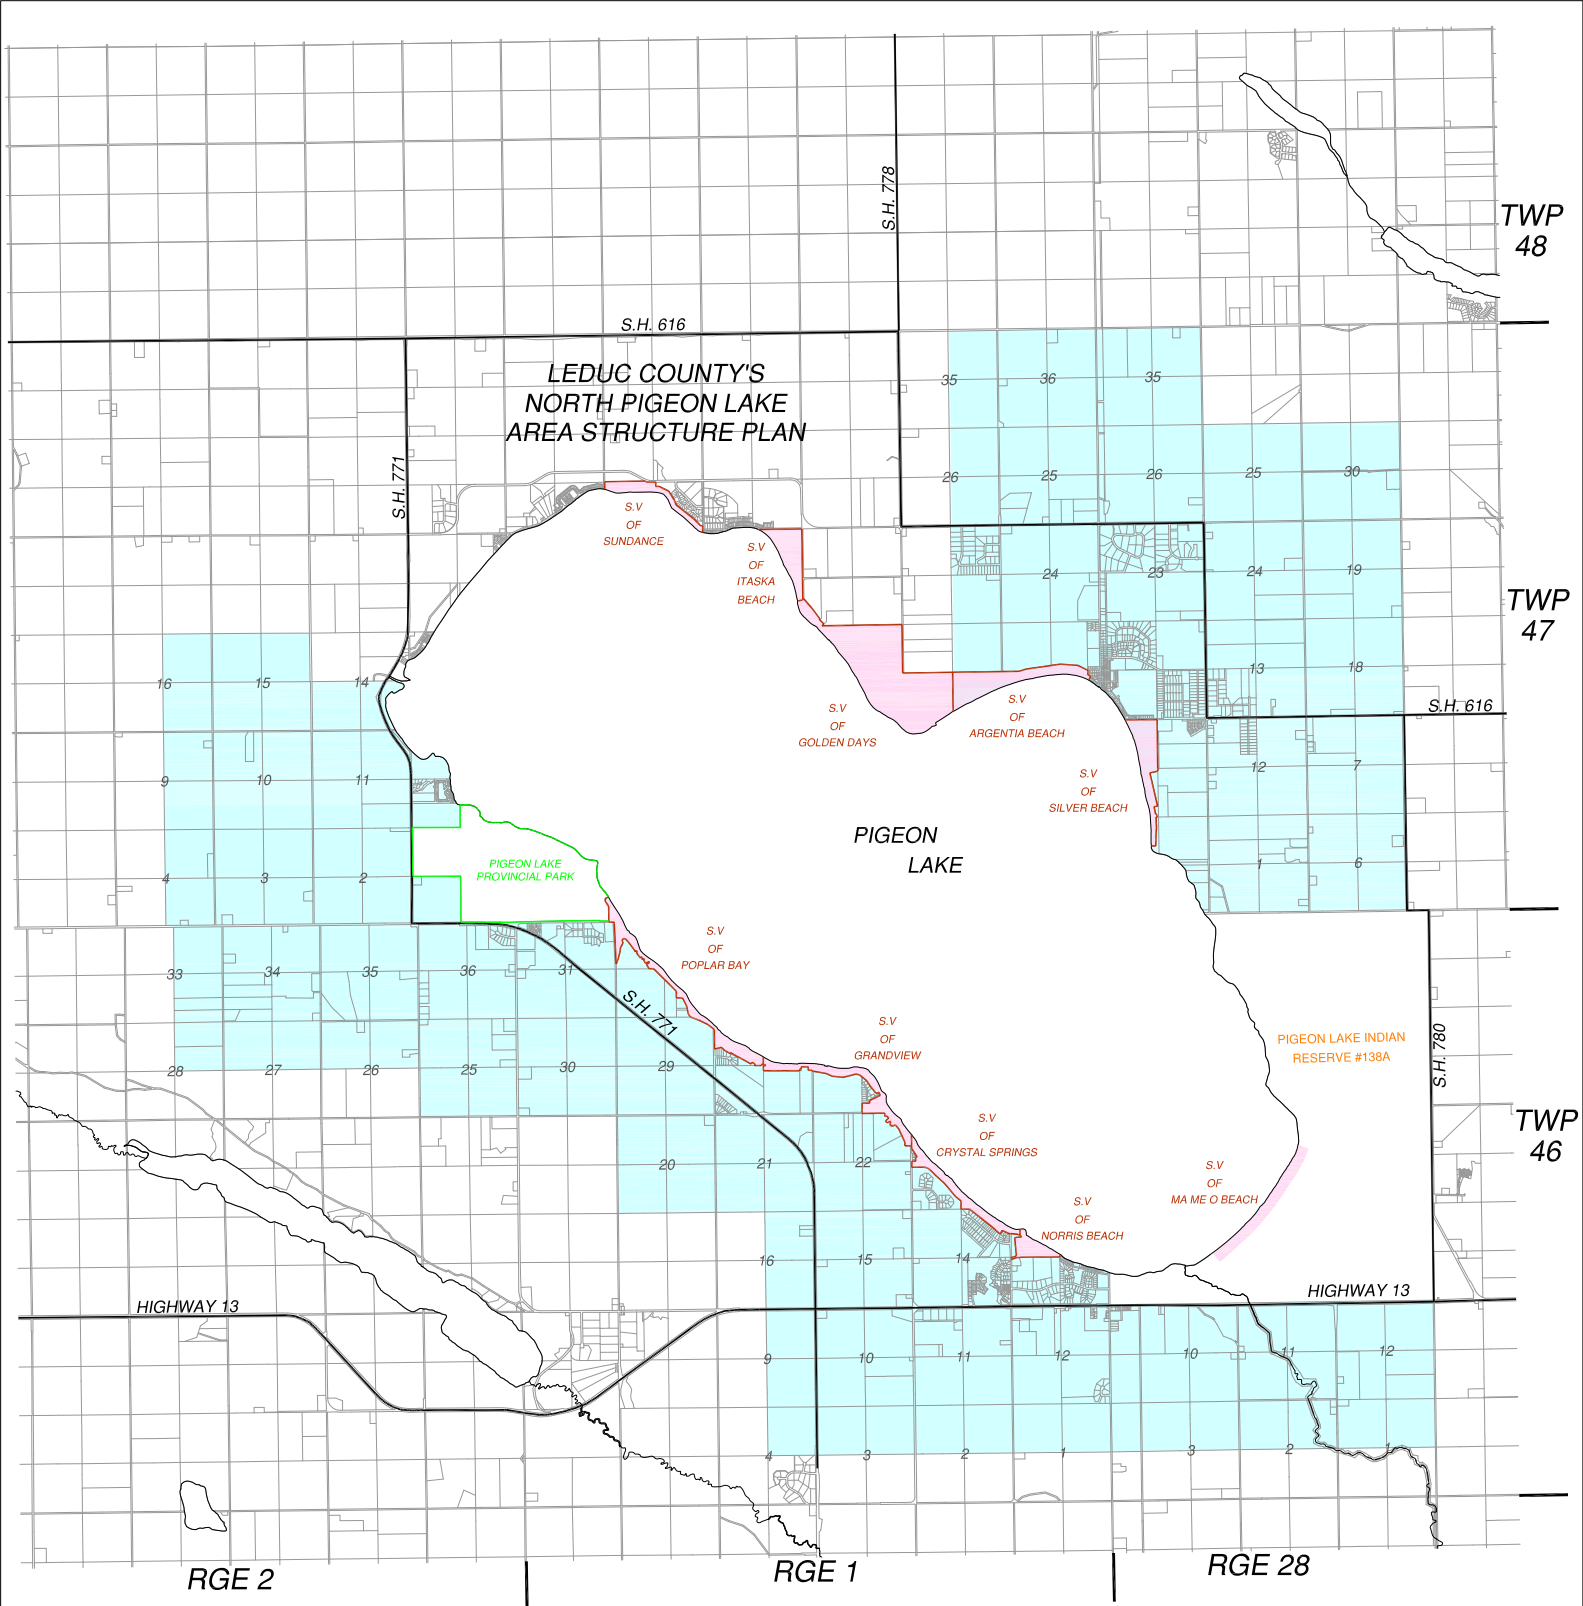 S.H. 778
TWP
48
S.H. 616
LEDUC COUNTY'S
NORTH PIGEON LAKE
AREA STRUCTURE PLAN
35
36
35
S.H. 771
26
25
26
25
30
S.V
OF
SUNDANCE
S.V
OF
ITASKA
BEACH
24
23
24
19
TWP
47
16
15
14
13
18
S.V
OF
GOLDEN DAYS
S.V
OF
ARGENTIA BEACH
S.H. 616
9
10
11
S.V
OF
SILVER BEACH
12
7
PIGEON
LAKE
PIGEON LAKE
PROVINCIAL PARK
4
3
2
1
6
S.V
OF
POPLAR BAY
33
34
35
36
31
S.H. 771
S.V
OF
GRANDVIEW
PIGEON LAKE INDIAN
RESERVE #138A
S.H. 780
28
27
26
25
30
29
S.V
OF
CRYSTAL SPRINGS
TWP
46
20
21
22
S.V
OF
MA ME O BEACH
S.V
OF
NORRIS BEACH
16
15
14
HIGHWAY 13
HIGHWAY 13
9
10
11
12
10
11
12
4
3
2
1
3
2
1
RGE 2
RGE 1
RGE 28